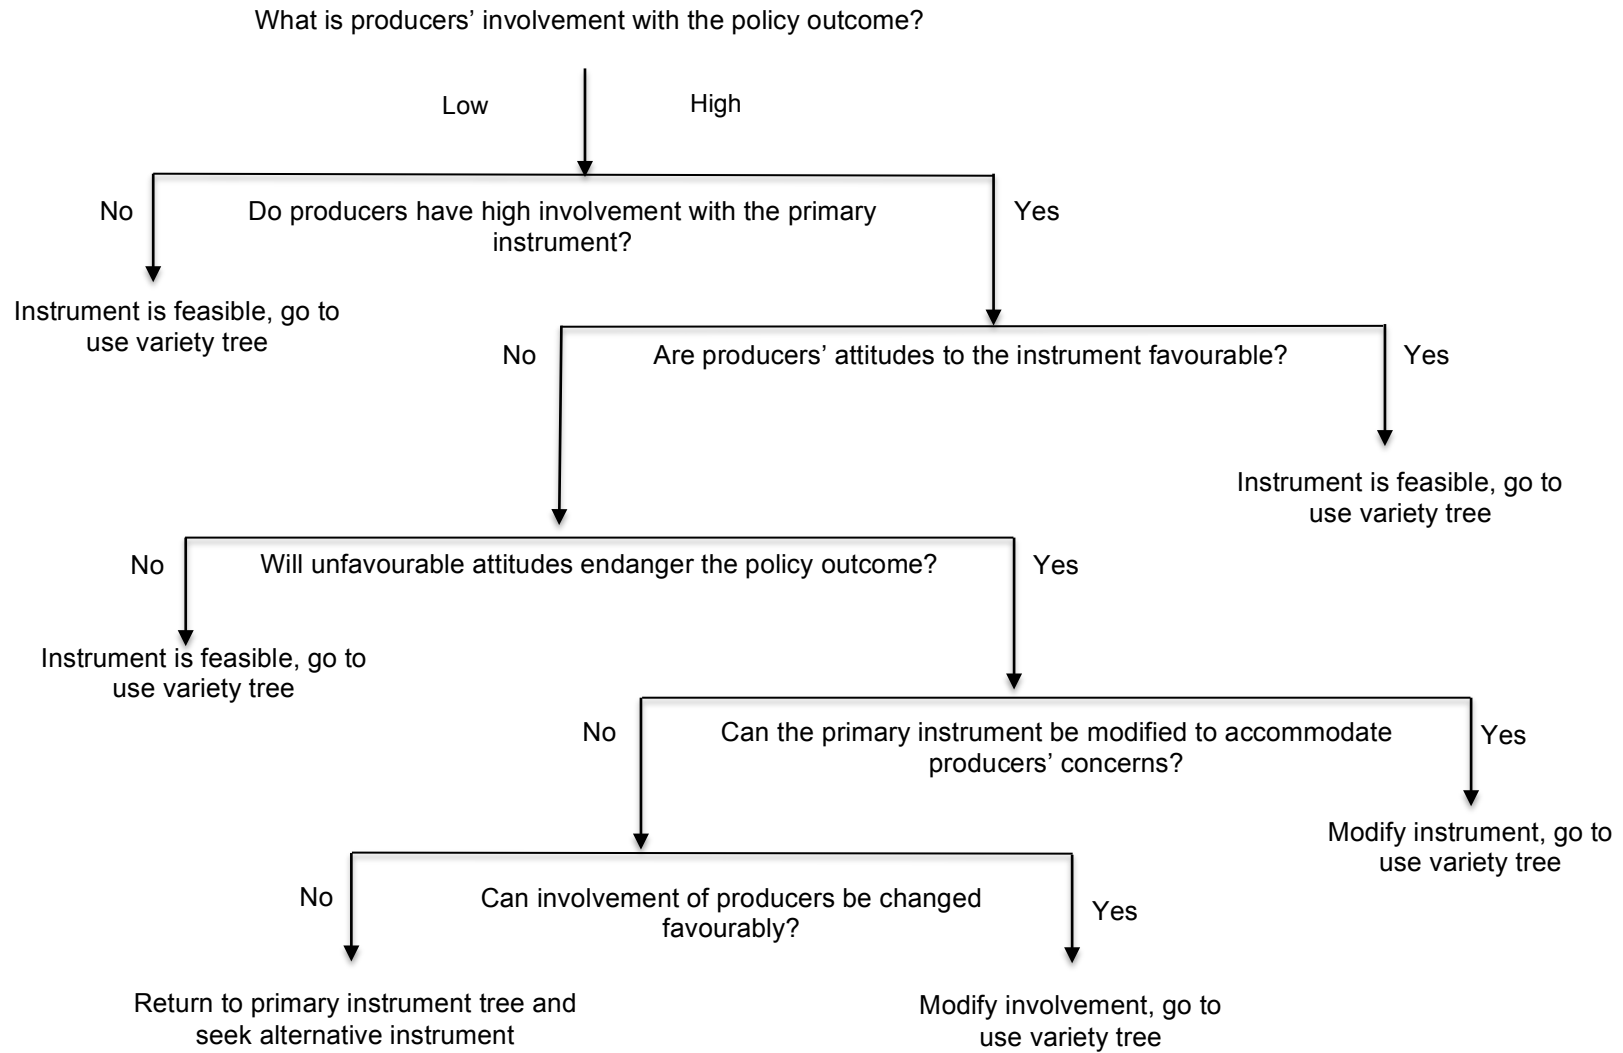 What is producers’ involvement with the policy outcome?
Low
High
No
Do producers have high involvement with the primary
instrument?
Yes
Instrument is feasible, go to
use variety tree
No
Are producers’ attitudes to the instrument favourable?
Yes
Instrument is feasible, go to
use variety tree
No
Will unfavourable attitudes endanger the policy outcome?
Yes
Instrument is feasible, go to
use variety tree
No
Can the primary instrument be modified to accommodate
producers’ concerns?
Yes
Modify instrument, go to
use variety tree
No
Can involvement of producers be changed
favourably?
Yes
Return to primary instrument tree and
seek alternative instrument
Modify involvement, go to
use variety tree